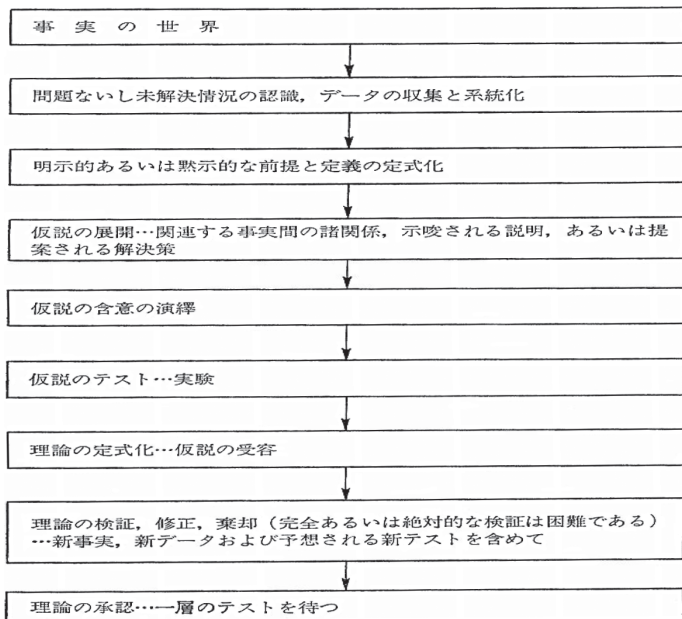 事実の世界
問題ないし未解決情況の認識，データの収集と系統化
明示的あるいは黙示的な前提と定義の定式化
仮説の展開…関連する事実間の諸関係，示唆される説明，あるいは提
案される解決策
仮説の含意の演繹
仮説のテスト…実験
理論の定式化…仮説の受容
理論の検証，修正，棄却（完全あるいは絶対的な検証は困難である）
…新事実，新データおよび予想される新テストを含めて
理論の承認…一層のテストを待つ